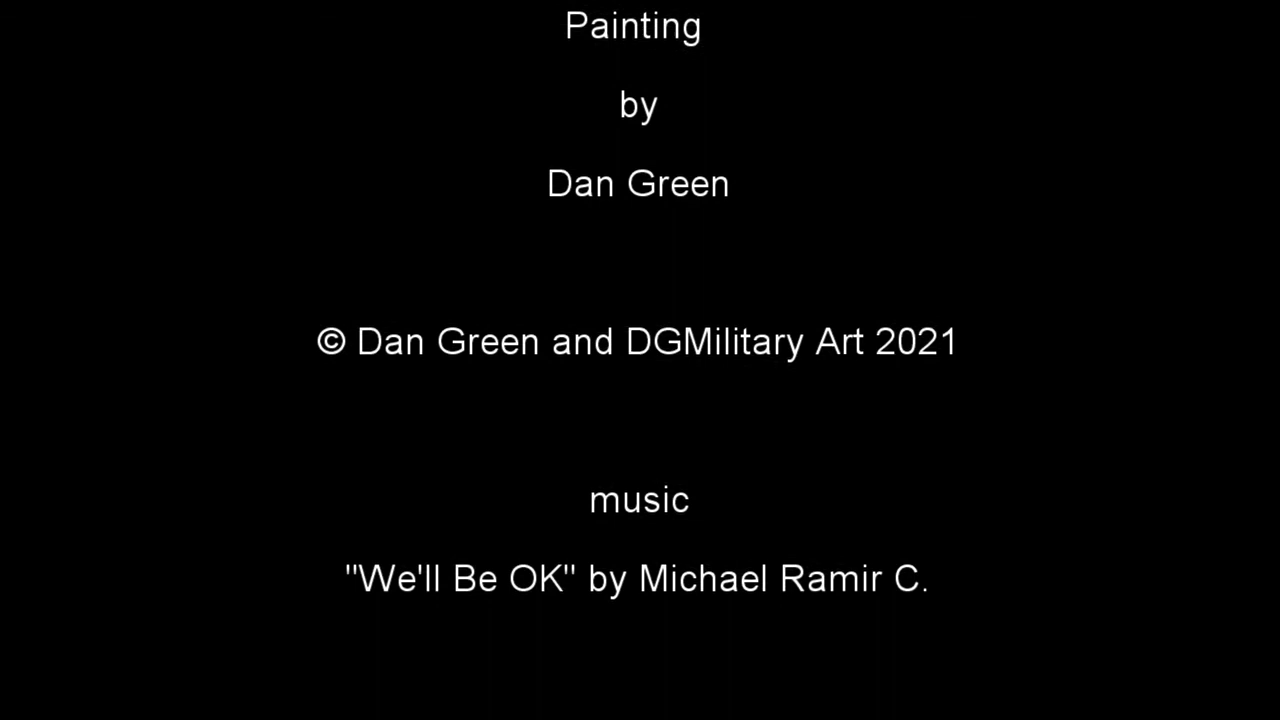 Painting
by
Dan Green
© Dan Green and DGMilitary Art 2021
music
"We'll Be OK" by Michael Ramir C.